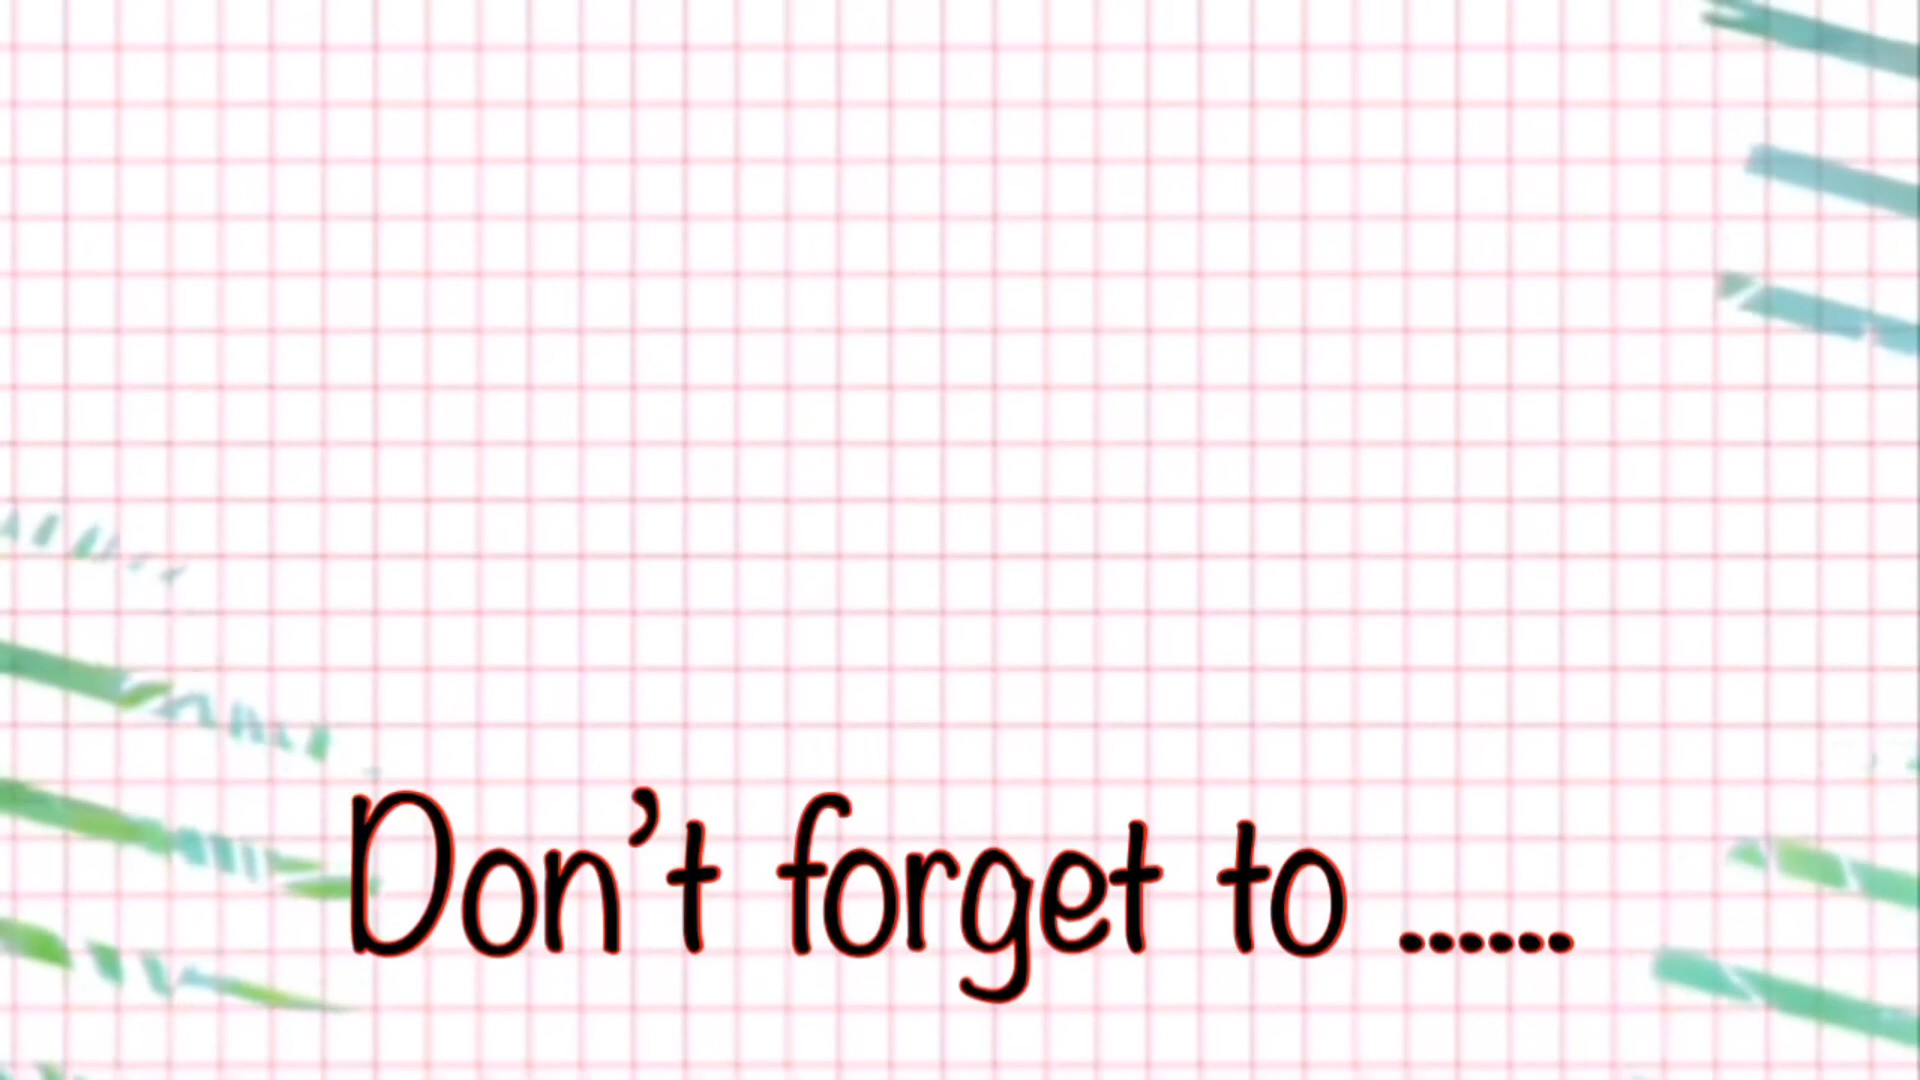 Don’t forget to ......